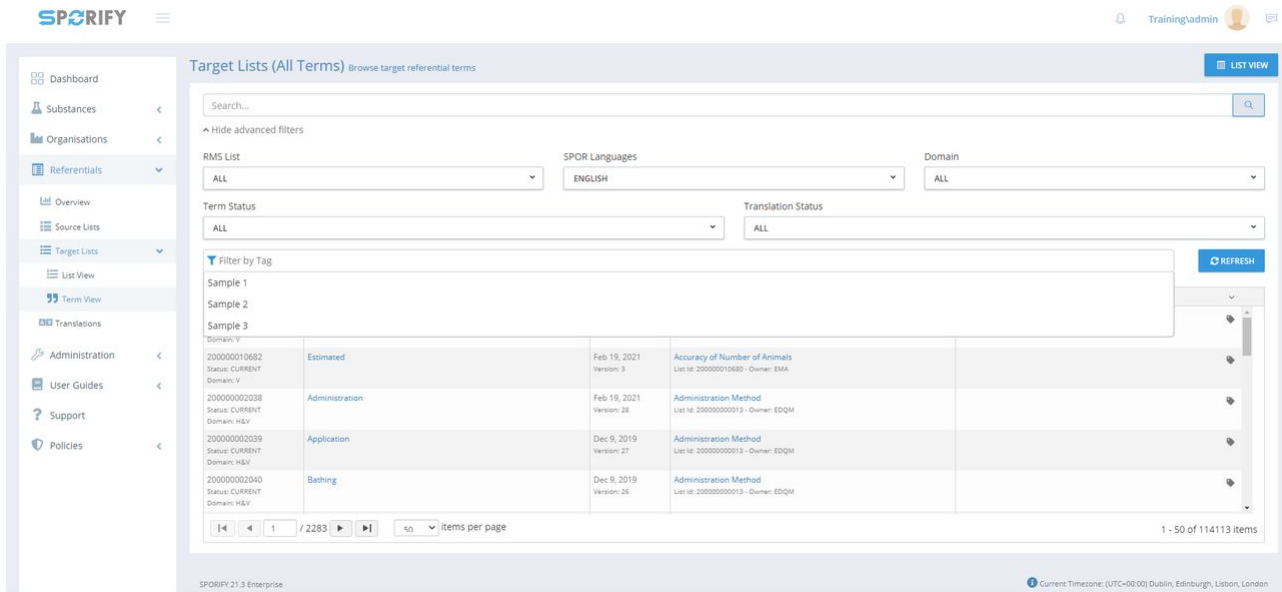 SPORIFY
Training\admin
Dashboard
Substances
Organisations
Referentials
Overview
Source Lists
Target Lists
List View
Term View
Translations
Administration
User Guides
Support
Policies
Target Lists (All Terms) Browse target referential terms
LIST VIEW
Search...
Hide advanced filters
RMS List
SPOR Languages
Domain
ALL
ENGLISH
ALL
Term Status
Translation Status
ALL
ALL
Filter by Tag
REFRESH
Sample 1
Sample 2
Sample 3
Domain: V
200000010682 Estimated Feb 19, 2021 Accuracy of Number of Animals
Status: CURRENT Version: 3 List Id: 200000010680 - Owner: EMA
Domain: V
200000002038 Administration Feb 19, 2021 Administration Method
Status: CURRENT Version: 28 List Id: 200000000013 - Owner: EDQM
Domain: H&V
200000002039 Application Dec 9, 2019 Administration Method
Status: CURRENT Version: 27 List Id: 200000000013 - Owner: EDQM
Domain: H&V
200000002040 Bathing Dec 9, 2019 Administration Method
Status: CURRENT Version: 26 List Id: 200000000013 - Owner: EDQM
Domain: H&V
1 / 2283 50 items per page 1 - 50 of 114113 items
SPORIFY 21.3 Enterprise
Current Timezone: (UTC+00:00) Dublin, Edinburgh, Lisbon, London